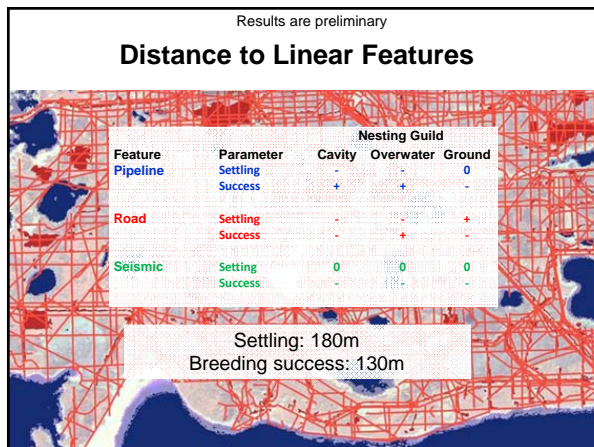 Results are preliminary
Distance to Linear Features
Nesting Guild
Feature Parameter Cavity Overwater Ground
Pipeline Settling - - 0
Success + + -
Road Settling - - +
Success - + -
Seismic Setting 0 0 0
Success - - -
Settling: 180m
Breeding success: 130m